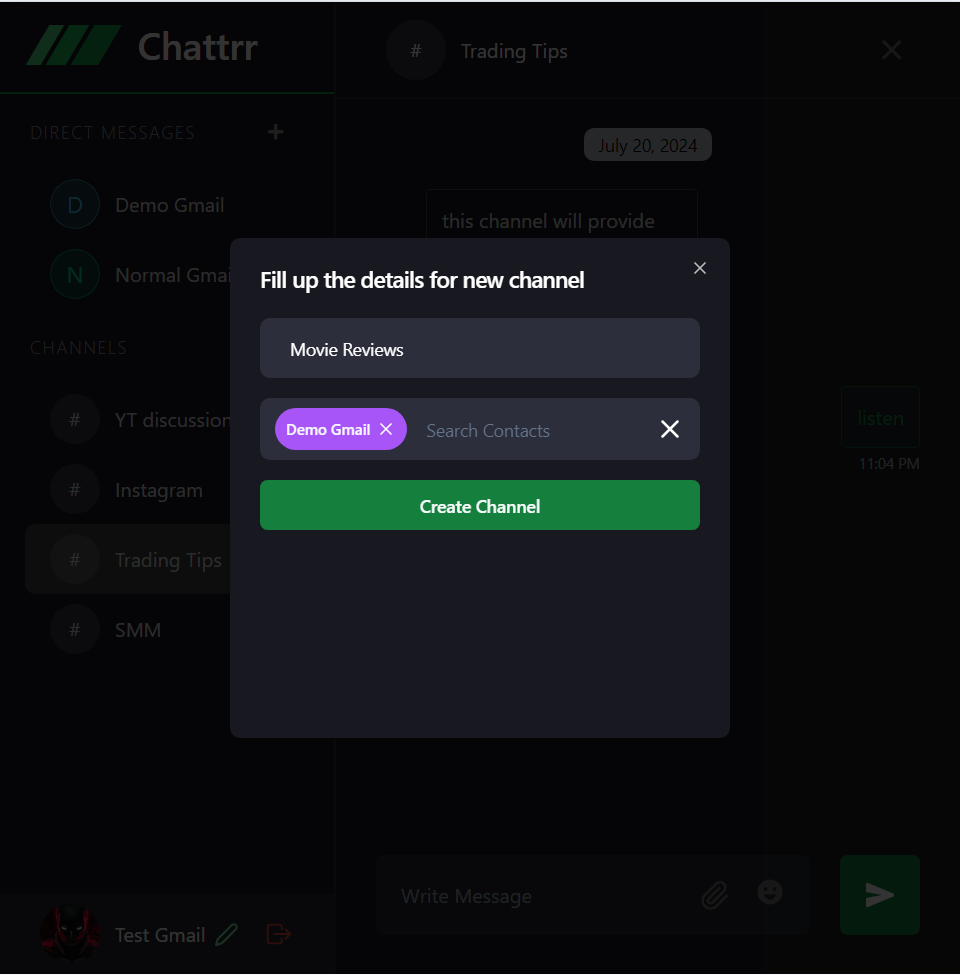 Chattrr
# Trading Tips
DIRECT MESSAGES
July 20, 2024
D Demo Gmail
this channel will provide
N Normal Gmai
Fill up the details for new channel
CHANNELS
Movie Reviews
# YT discussion
listen
Demo Gmail
Search Contacts
11:04 PM
# Instagram
Create Channel
# Trading Tips
# SMM
Write Message
Test Gmail